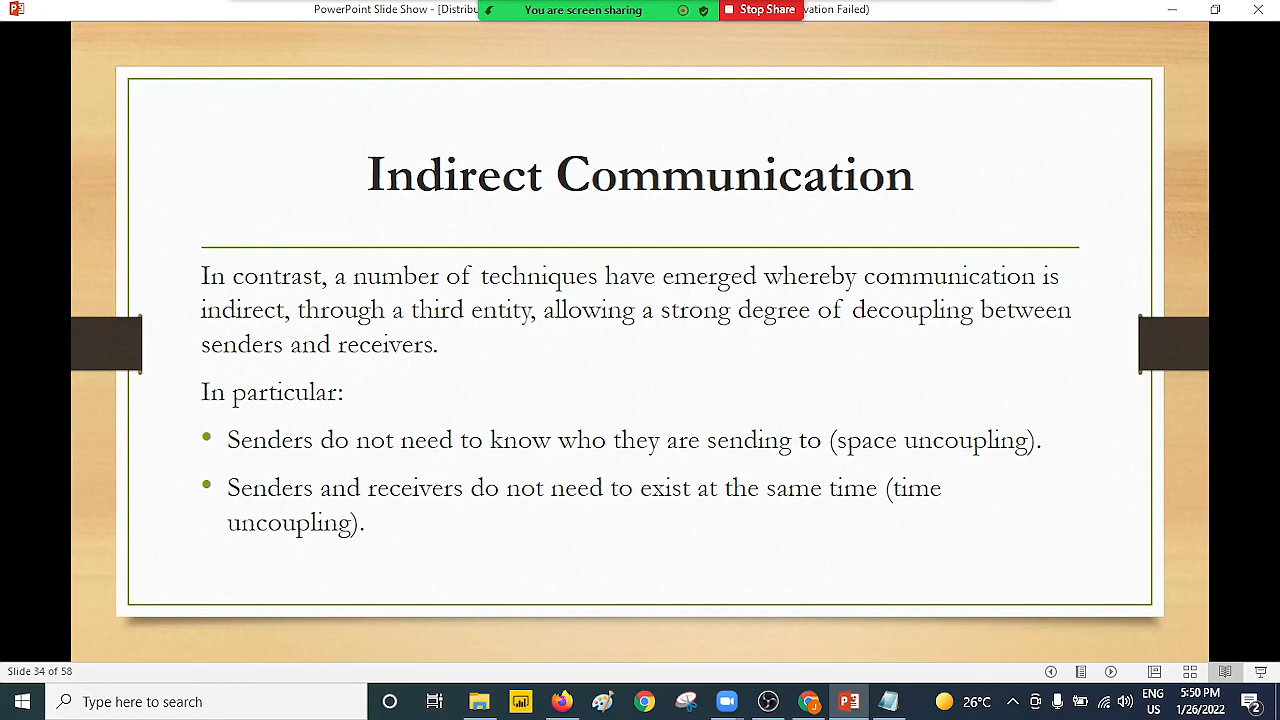 PowerPoint Slide Show - [Distribu
You are screen sharing
Stop Share
vation Failed)
Indirect Communication
In contrast, a number of techniques have emerged whereby communication is
indirect, through a third entity, allowing a strong degree of decoupling between
senders and receivers.
In particular:
• Senders do not need to know who they are sending to (space uncoupling).
• Senders and receivers do not need to exist at the same time (time
uncoupling).
Slide 34 of 58
Type here to search
26°C
ENG
US
5:50 PM
1/26/2022
2